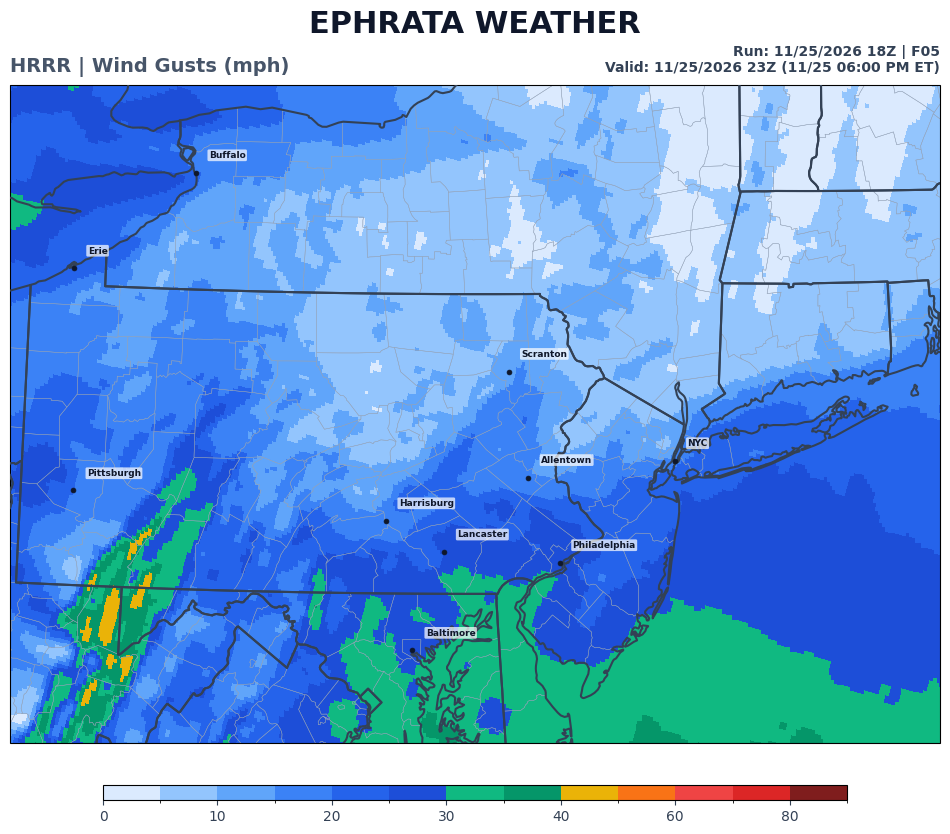 EPHRATA WEATHER
HRRR | Wind Gusts (mph)
Run: 11/25/2026 18Z | F05
Valid: 11/25/2026 23Z (11/25 06:00 PM ET)
Buffalo
Erie
Scranton
NYC
Allentown
Pittsburgh
Harrisburg
Lancaster
Philadelphia
Baltimore
0 10 20 30 40 50 60 70 80